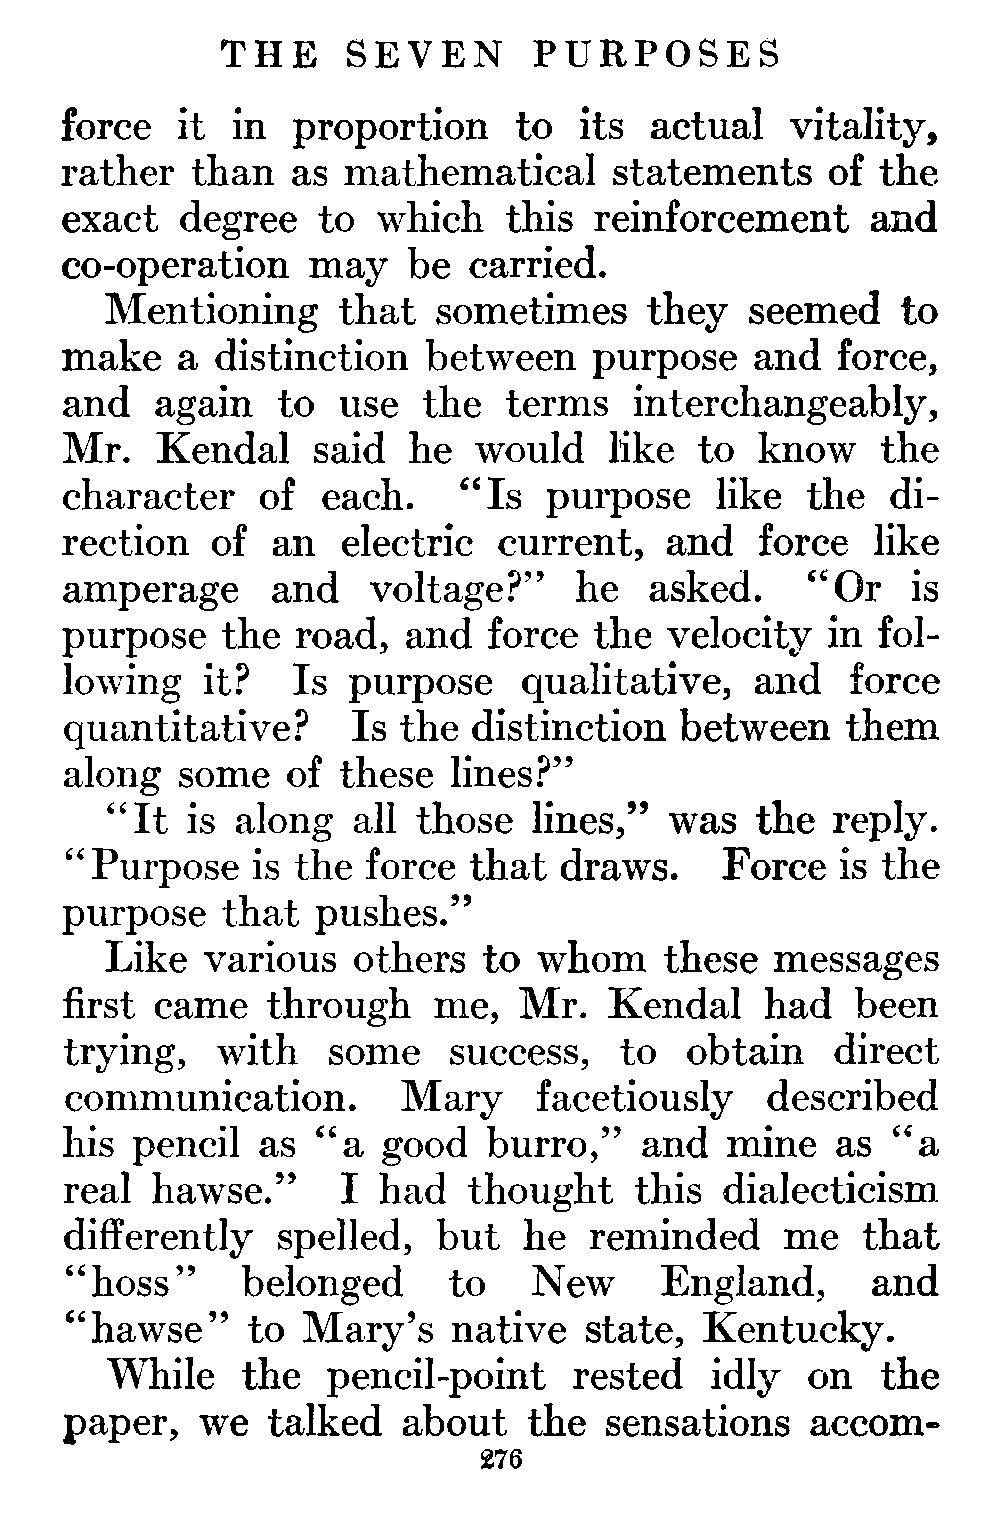 THE SEVEN PURPOSES
force it in proportion to its actual vitality,
rather than as mathematical statements of the
exact degree to which this reinforcement and
co-operation may be carried.
Mentioning that sometimes they seemed to
make a distinction between purpose and force,
and again to use the terms interchangeably,
Mr. Kendal said he would like to know the
character of each. “Is purpose like the di-
rection of an electric current, and force like
amperage and voltage?” he asked. “Or is
purpose the road, and force the velocity in fol-
lowing it? Is purpose qualitative, and force
quantitative? Is the distinction between them
along some of these lines?”
“It is along all those lines,” was the reply.
“Purpose is the force that draws. Force is the
purpose that pushes.”
Like various others to whom these messages
first came through me, Mr. Kendal had been
trying, with some success, to obtain direct
communication. Mary facetiously described
his pencil as “a good burro,” and mine as “a
real hawse.” I had thought this dialecticism
differently spelled, but he reminded me that
“hoss” belonged to New England, and
“hawse” to Mary’s native state, Kentucky.
While the pencil-point rested idly on the
paper, we talked about the sensations accom-
276